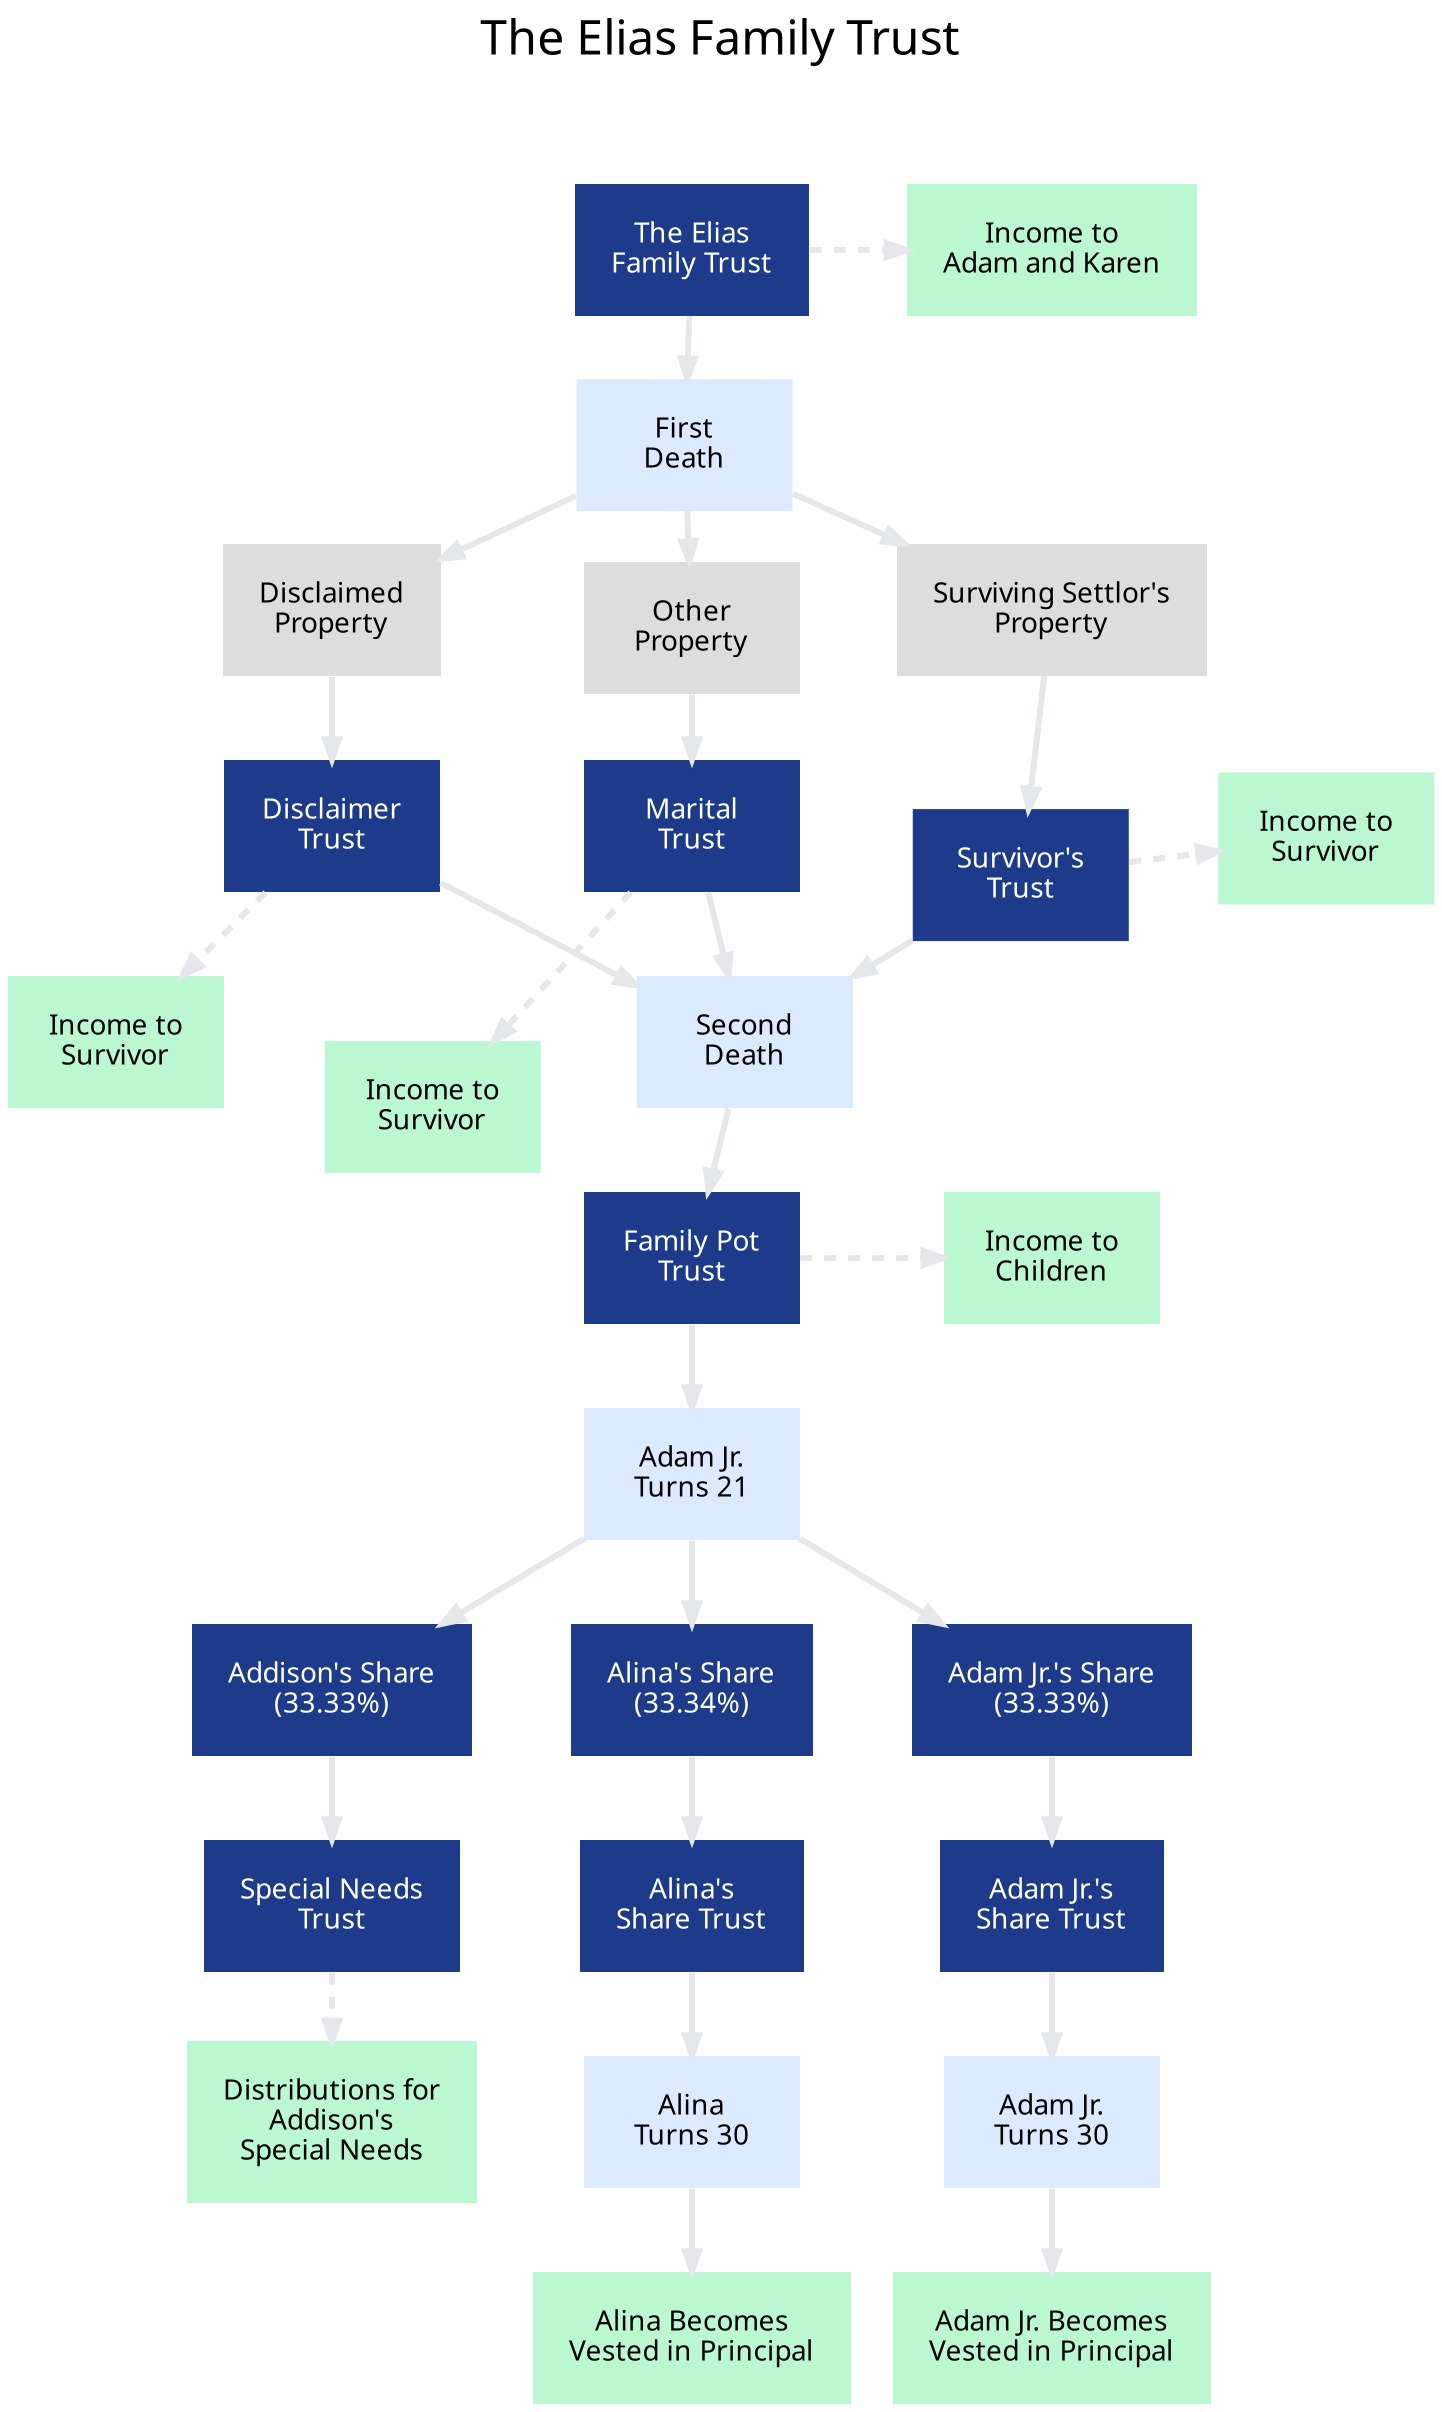 The Elias Family Trust
The Elias
Family Trust
Income to
Adam and Karen
First
Death
Disclaimed
Property
Other
Property
Surviving Settlor's
Property
Disclaimer
Trust
Marital
Trust
Survivor's
Trust
Income to
Survivor
Income to
Survivor
Income to
Survivor
Second
Death
Family Pot
Trust
Income to
Children
Adam Jr.
Turns 21
Addison's Share
(33.33%)
Alina's Share
(33.34%)
Adam Jr.'s Share
(33.33%)
Special Needs
Trust
Alina's
Share Trust
Adam Jr.'s
Share Trust
Distributions for
Addison's
Special Needs
Alina
Turns 30
Adam Jr.
Turns 30
Alina Becomes
Vested in Principal
Adam Jr. Becomes
Vested in Principal